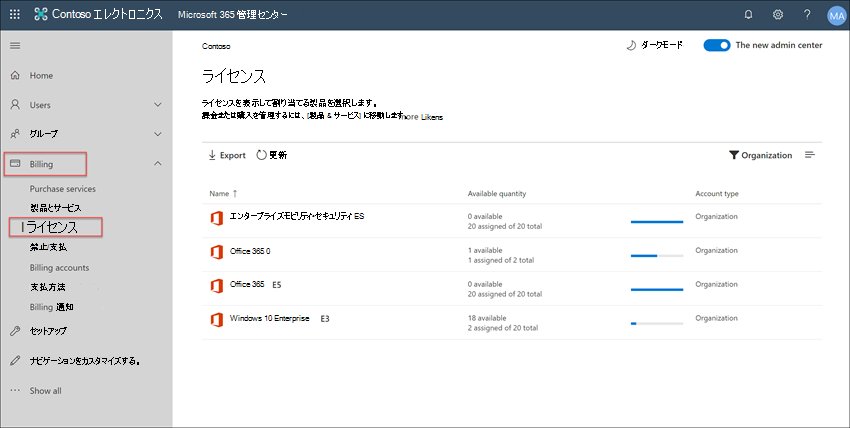 Contoso エレクトロニクス Microsoft 365 管理センター MA
Contoso ダークモード The new admin center
Home
Users
グループ
Billing
Purchase services
製品とサービス
ライセンス
禁止/支払
Billing accounts
支払方法
Billing 通知
セットアップ
ナビゲーションをカスタマイズする。
Show all
ライセンス
ライセンスを表示して割り当てる製品を選択します。
課金または購入を管理するには、[製品 & サービス] に移動します。more Likens
Export 更新 Organization
Name ↑ Available quantity Account type
エンタープライズモビリティ・セキュリティ ES 0 available Organization
20 assigned of 20 total
Office 365 0 1 available Organization
1 assigned of 2 total
Office 365 E5 0 available Organization
20 assigned of 20 total
Windows 10 Enterprise E3 18 available Organization
2 assigned of 20 total